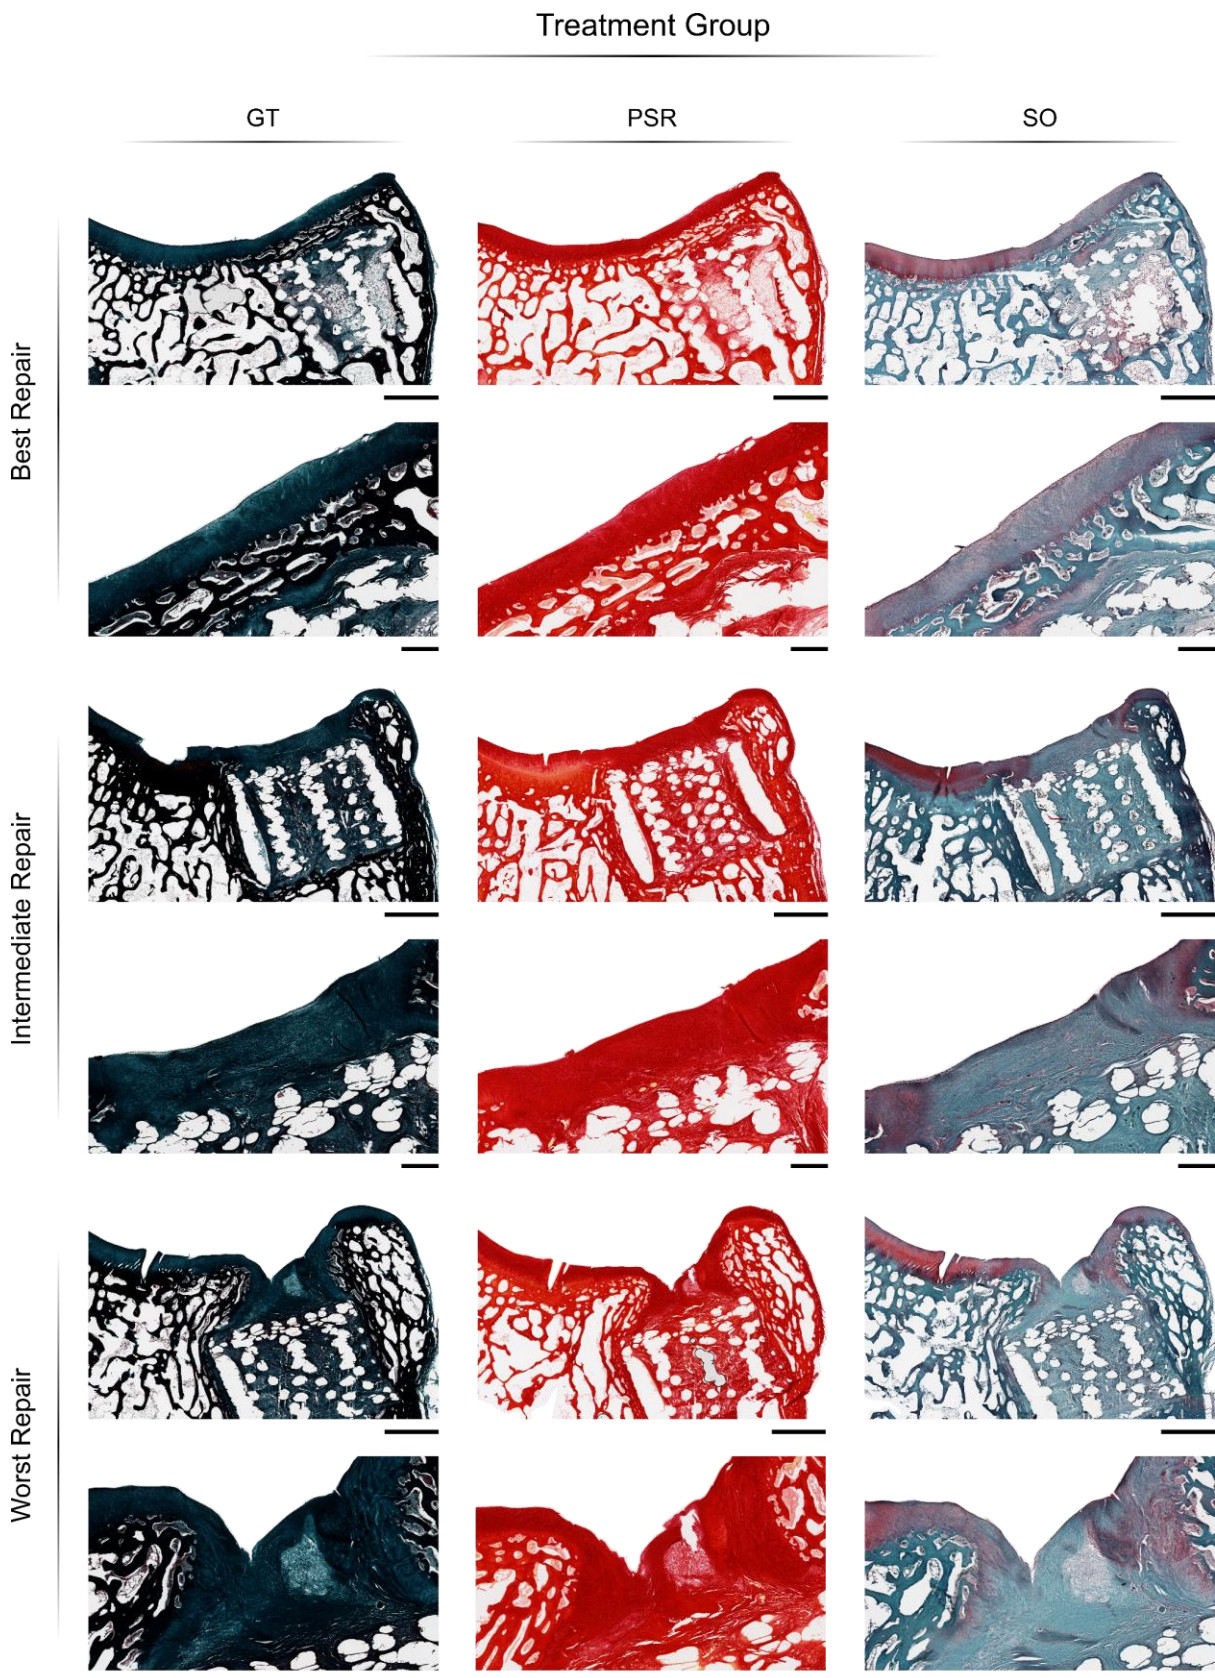 Treatment Group
GT
PSR
SO
Best Repair
Intermediate Repair
Worst Repair